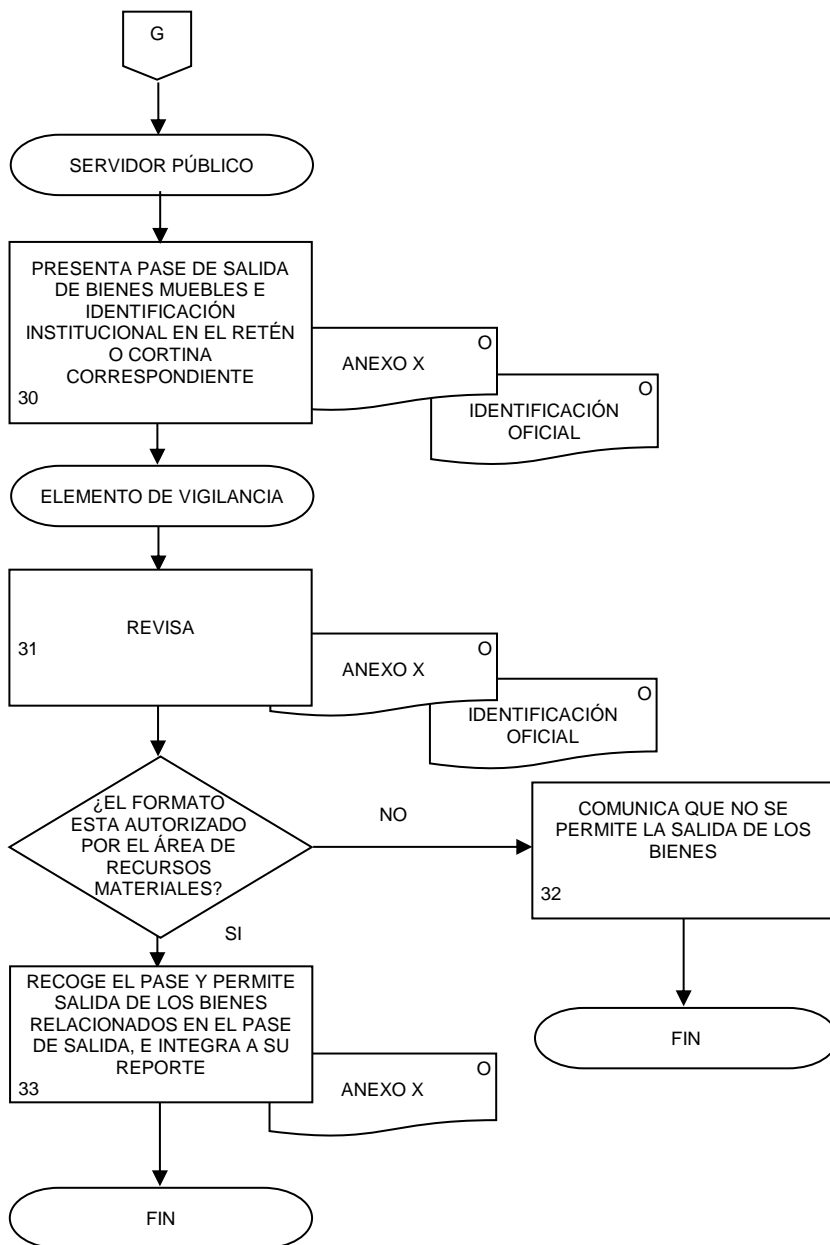 G
SERVIDOR PÚBLICO
PRESENTA PASE DE SALIDA
DE BIENES MUEBLES E
IDENTIFICACIÓN
INSTITUCIONAL EN EL RETÉN
O CORTINA
CORRESPONDIENTE
30
O
ANEXO X
O
IDENTIFICACIÓN
OFICIAL
ELEMENTO DE VIGILANCIA
REVISA
31
O
ANEXO X
O
IDENTIFICACIÓN
OFICIAL
¿EL FORMATO
ESTA AUTORIZADO
POR EL ÁREA DE
RECURSOS
MATERIALES?
NO
COMUNICA QUE NO SE
PERMITE LA SALIDA DE LOS
BIENES
32
FIN
SI
RECOGE EL PASE Y PERMITE
SALIDA DE LOS BIENES
RELACIONADOS EN EL PASE
DE SALIDA, E INTEGRA A SU
REPORTE
33
O
ANEXO X
FIN